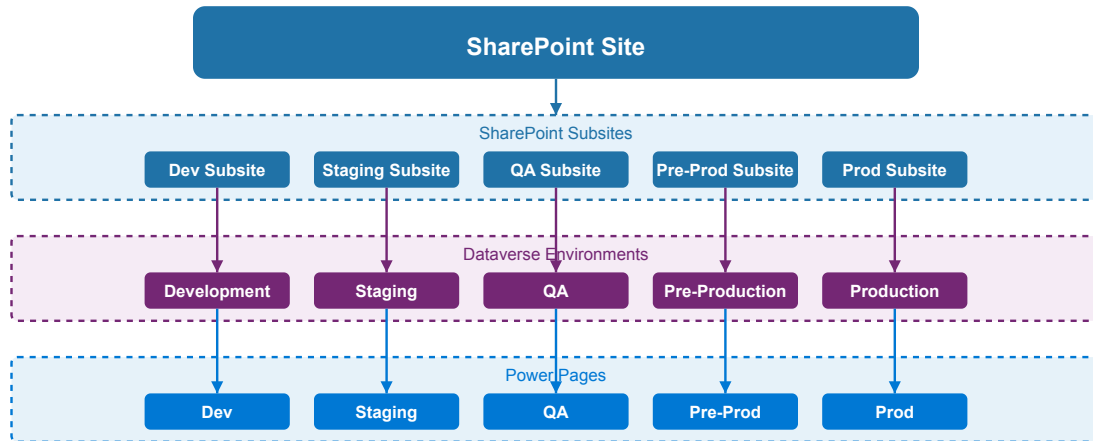 SharePoint Site
SharePoint Subsites
Dev Subsite
Staging Subsite
QA Subsite
Pre-Prod Subsite
Prod Subsite
Dataverse Environments
Development
Staging
QA
Pre-Production
Production
Power Pages
Dev
Staging
QA
Pre-Prod
Prod